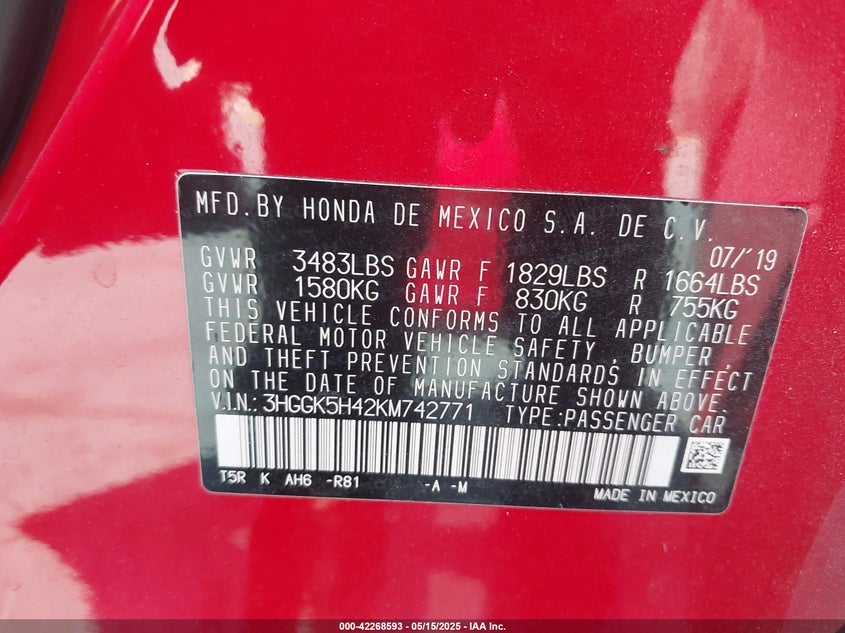 MFD. BY HONDA DE MEXICO S.A. DE C.V.
07/'19
GVWR 3483LBS GAWR F 1829LBS R 1664LBS
GVWR 1580KG GAWR F 830KG R 755KG
THIS VEHICLE CONFORMS TO ALL APPLICABLE
FEDERAL MOTOR VEHICLE SAFETY, BUMPER,
AND THEFT PREVENTION STANDARDS IN EFFECT
ON THE DATE OF MANUFACTURE SHOWN ABOVE.
V.I.N.: 3HGGK5H42KM742771 TYPE:PASSENGER CAR
T5R K AH6 -R81 -A -M
MADE IN MEXICO
000-42268593 — 05/15/2025 — IAA Inc.